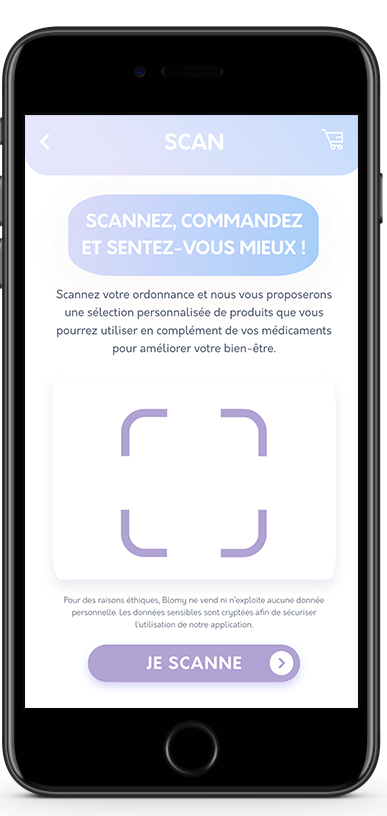 SCAN
SCANNEZ, COMMANDEZ
ET SENTEZ-VOUS MIEUX !
Scannez votre ordonnance et nous vous proposerons
une sélection personnalisée de produits que vous
pourrez utiliser en complément de vos médicaments
pour améliorer votre bien-être.
Pour des raisons éthiques, Blomy ne vend ni n'exploite aucune donnée
personnelle. Les données sensibles sont cryptées afin de sécuriser
l'utilisation de notre application.
JE SCANNE